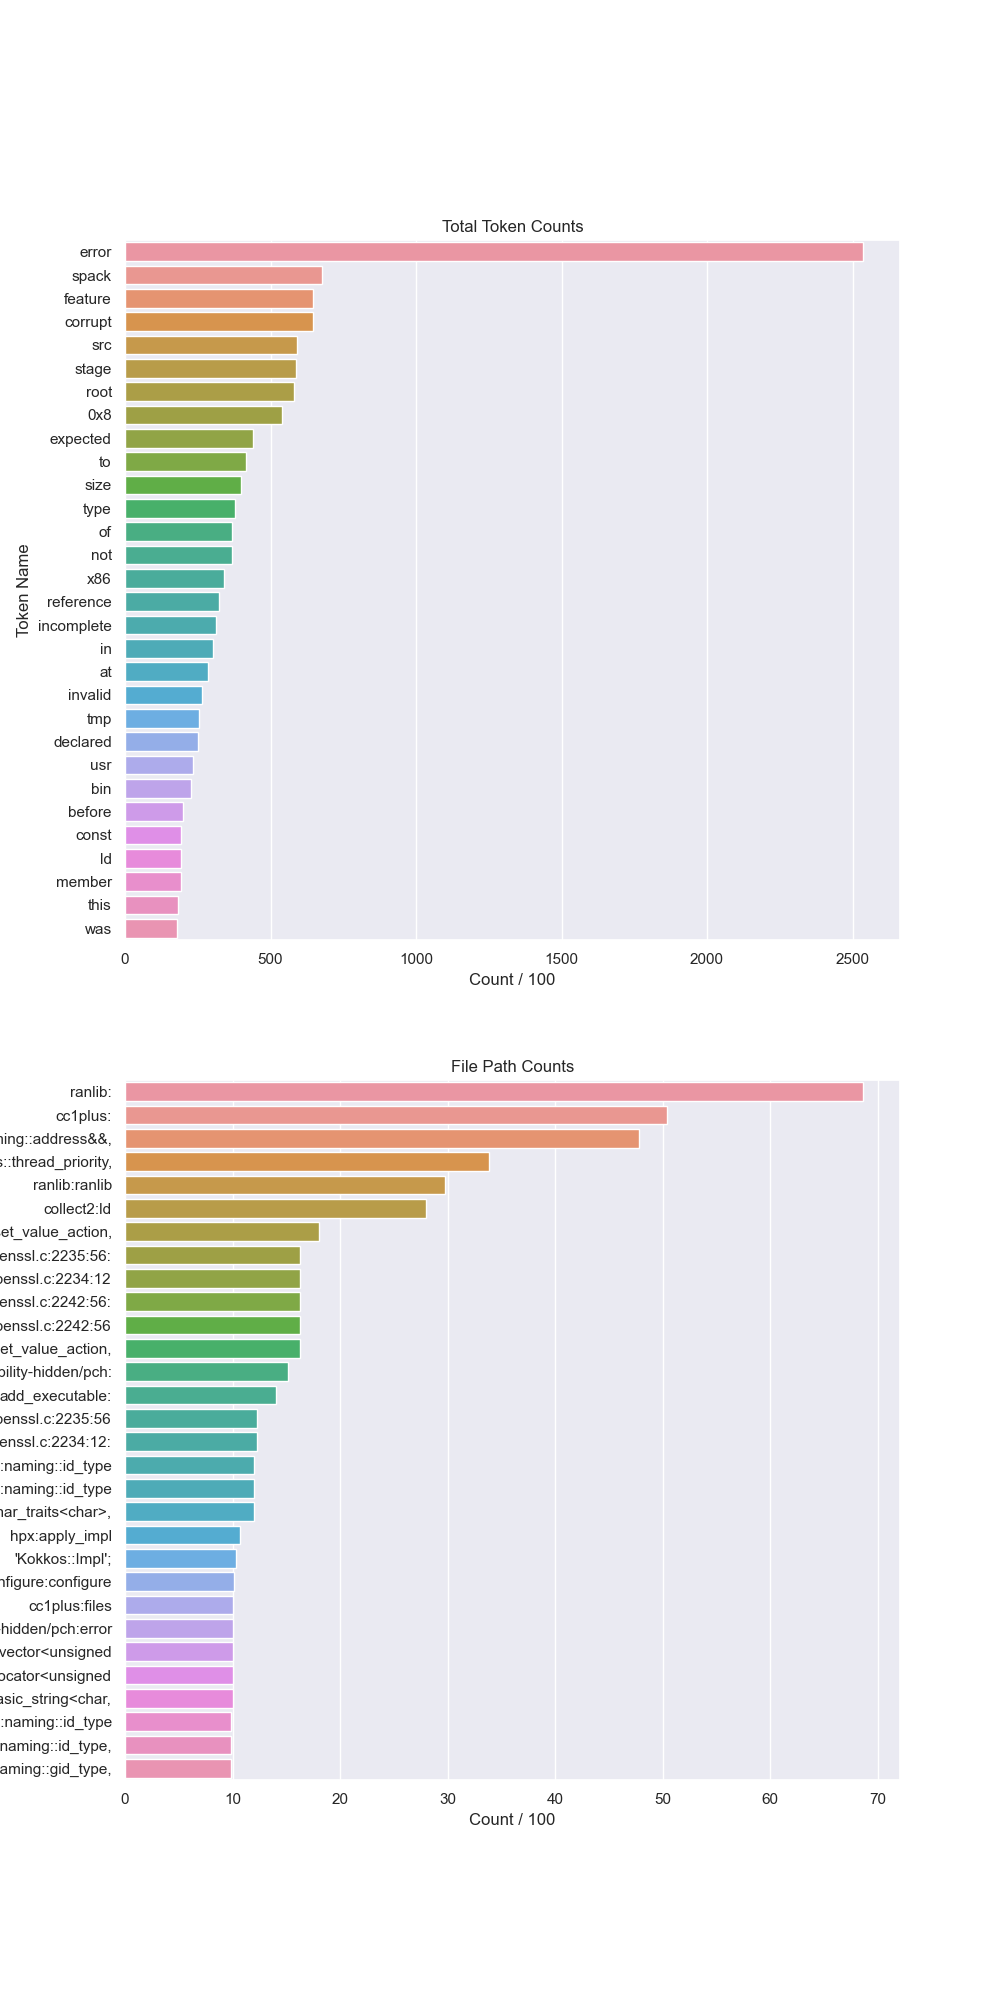 Total Token Counts
error
spack
feature
corrupt
src
stage
root
0x8
expected
to
size
type
of
not
x86
reference
incomplete
in
at
invalid
tmp
declared
usr
bin
before
const
ld
member
this
was
Token Name
0 500 1000 1500 2000 2500
Count / 100
File Path Counts
ranlib:
cc1plus:
ning::address&&,
s::thread_priority,
ranlib:ranlib
collect2:ld
et_value_action,
enssl.c:2235:56:
penssl.c:2234:12
enssl.c:2242:56:
penssl.c:2242:56
et_value_action,
bility-hidden/pch:
add_executable:
penssl.c:2235:56
enssl.c:2234:12:
:naming::id_type
:naming::id_type
har_traits<char>,
hpx:apply_impl
'Kokkos::Impl';
nfigure:configure
cc1plus:files
-hidden/pch:error
vector<unsigned
ocator<unsigned
asic_string<char,
:naming::id_type
naming::id_type,
aming::gid_type,
0 10 20 30 40 50 60 70
Count / 100